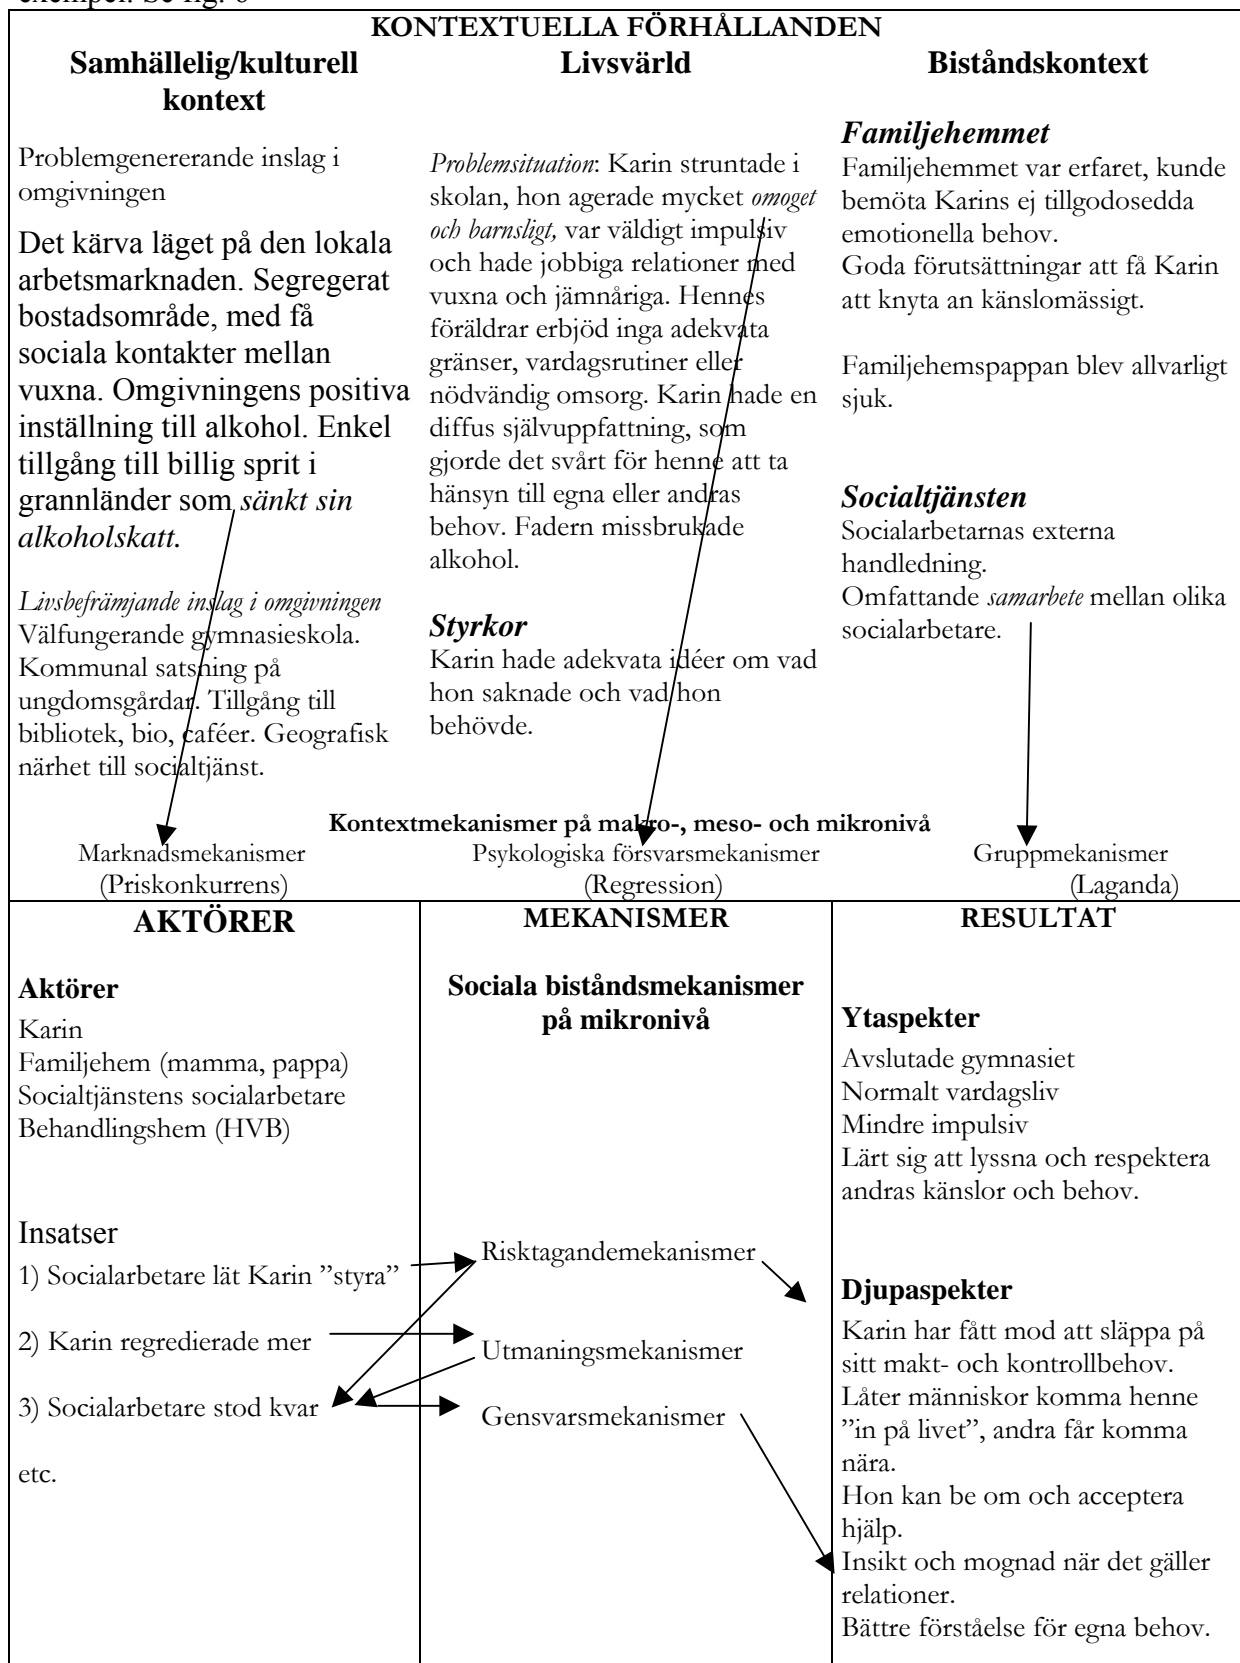 exempel. Se fig. 6
KONTEXTUELLA FÖRHÅLLANDEN
Samhällelig/kulturell
kontext
Problemgenererande inslag i
omgivningen
Det kärva läget på den lokala
arbetsmarknaden. Segregerat
bostadsområde, med få
sociala kontakter mellan
vuxna. Omgivningens positiva
inställning till alkohol. Enkel
tillgång till billig sprit i
grannländer som sänkt sin
alkoholskatt.
Livsbefrämjande inslag i omgivningen
Välfungerande gymnasieskola.
Kommunal satsning på
ungdomsgårdar. Tillgång till
bibliotek, bio, caféer. Geografisk
närhet till socialtjänst.
Livsvärld
Problemsituation: Karin struntade i
skolan, hon agerade mycket omoget
och barnsligt, var väldigt impulsiv
och hade jobbiga relationer med
vuxna och jämnåriga. Hennes
föräldrar erbjöd inga adekvata
gränser, vardagsrutiner eller
nödvändig omsorg. Karin hade en
diffus självuppfattning, som
gjorde det svårt för henne att ta
hänsyn till egna eller andras
behov. Fadern missbrukade
alkohol.
Styrkor
Karin hade adekvata idéer om vad
hon saknade och vad hon
behövde.
Biståndskontext
Familjehemmet
Familjehemmet var erfaret, kunde
bemöta Karins ej tillgodosedda
emotionella behov.
Goda förutsättningar att få Karin
att knyta an känslomässigt.
Familjehemspappan blev allvarligt
sjuk.
Socialtjänsten
Socialarbetarnas externa
handledning.
Omfattande samarbete mellan olika
socialarbetare.
Kontextmekanismer på makro-, meso- och mikronivå
Marknadsmekanismer
(Priskonkurrens)
Psykologiska försvarsmekanismer
(Regression)
Gruppmekanismer
(Laganda)
AKTÖRER
Aktörer
Karin
Familjehem (mamma, pappa)
Socialtjänstens socialarbetare
Behandlingshem (HVB)
Insatser
1) Socialarbetare lät Karin ”styra”
2) Karin regredierade mer
3) Socialarbetare stod kvar
etc.
MEKANISMER
Sociala biståndsmekanismer
på mikronivå
Risktagandemekanismer
Utmaningsmekanismer
Gensvarsmekanismer
RESULTAT
Ytaspekter
Avslutade gymnasiet
Normalt vardagsliv
Mindre impulsiv
Lärt sig att lyssna och respektera
andras känslor och behov.
Djupaspekter
Karin har fått mod att släppa på
sitt makt- och kontrollbehov.
Låter människor komma henne
”in på livet”, andra får komma
nära.
Hon kan be om och acceptera
hjälp.
Insikt och mognad när det gäller
relationer.
Bättre förståelse för egna behov.